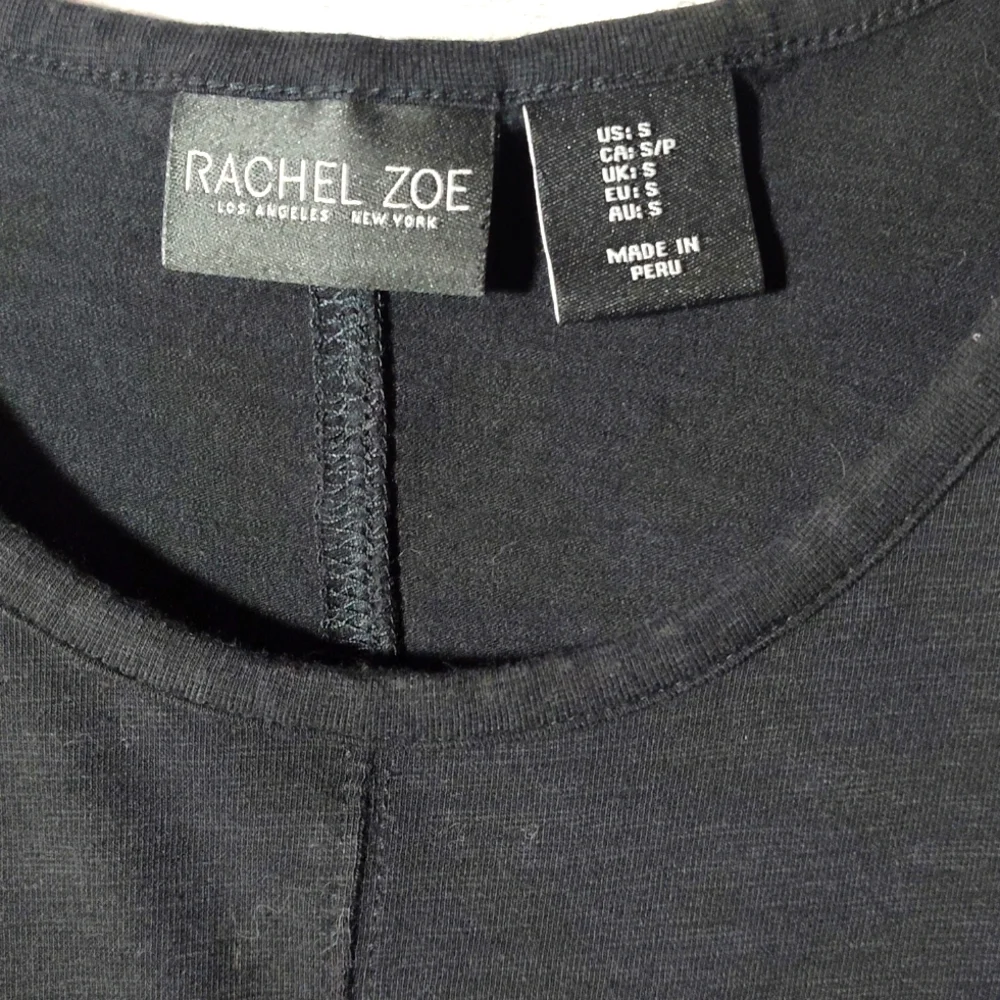 RACHEL ZOE
LOS ANGELES NEW YORK
US: S
CA: S/P
UK: S
EU: S
AU: S
MADE IN
PERU